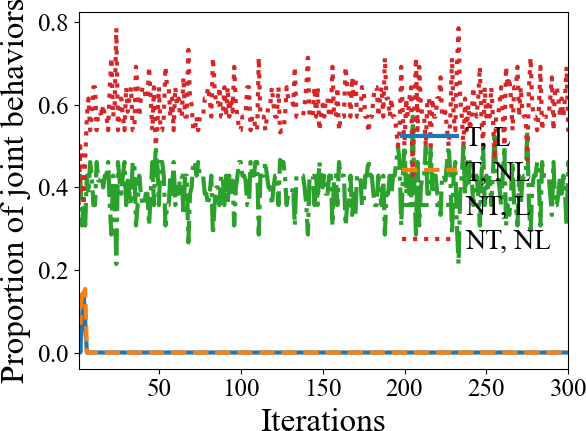 Proportion of joint behaviors
0.8
0.6
0.4
0.2
0.0
T, L
T, NL
NT, L
NT, NL
50
100
150
200
250
300
Iterations